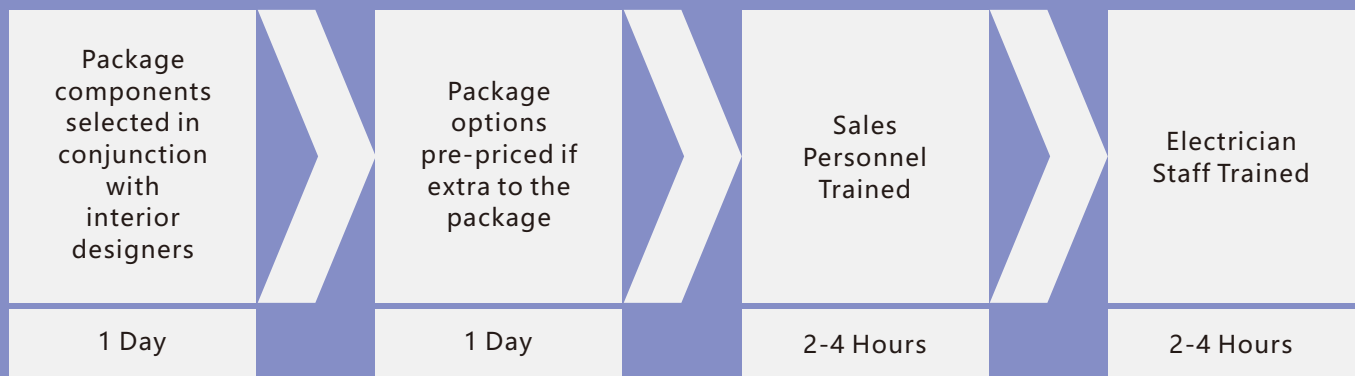 Package
components
selected in
conjunction
with
interior
designers
1 Day
Package
options
pre-priced if
extra to the
package
1 Day
Sales
Personnel
Trained
2-4 Hours
Electrician
Staff Trained
2-4 Hours